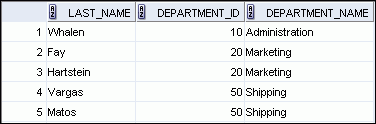 LAST_NAME DEPARTMENT_ID DEPARTMENT_NAME
1 Whalen 10 Administration
2 Fay 20 Marketing
3 Hartstein 20 Marketing
4 Vargas 50 Shipping
5 Matos 50 Shipping